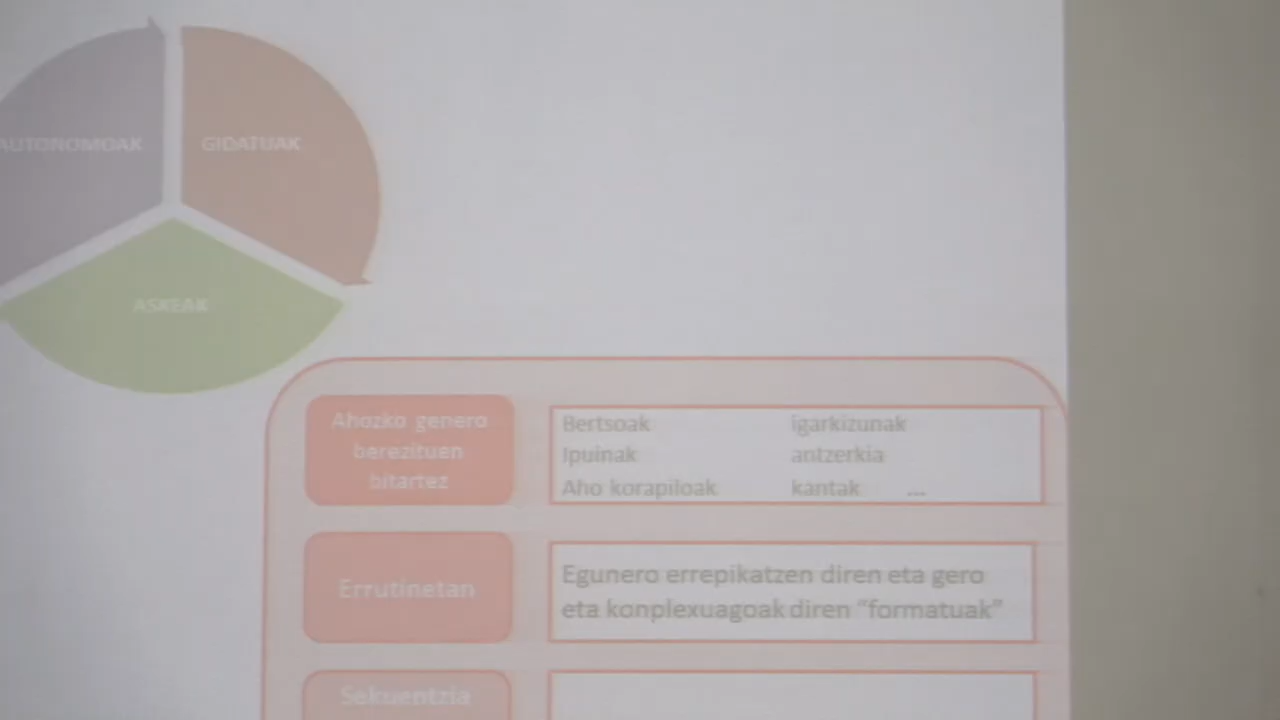 AUTONOMOAK
GIDATUAK
ASKEAK
Ahozko genero
berezituen
bitartez
Bertsoak igarkizunak
Ipuinak antzerkia
Aho korapiloak kantak ...
Errutinetan
Egunero errepikatzen diren eta gero
eta konplexuagoak diren “formatuak”
Sekuentzia